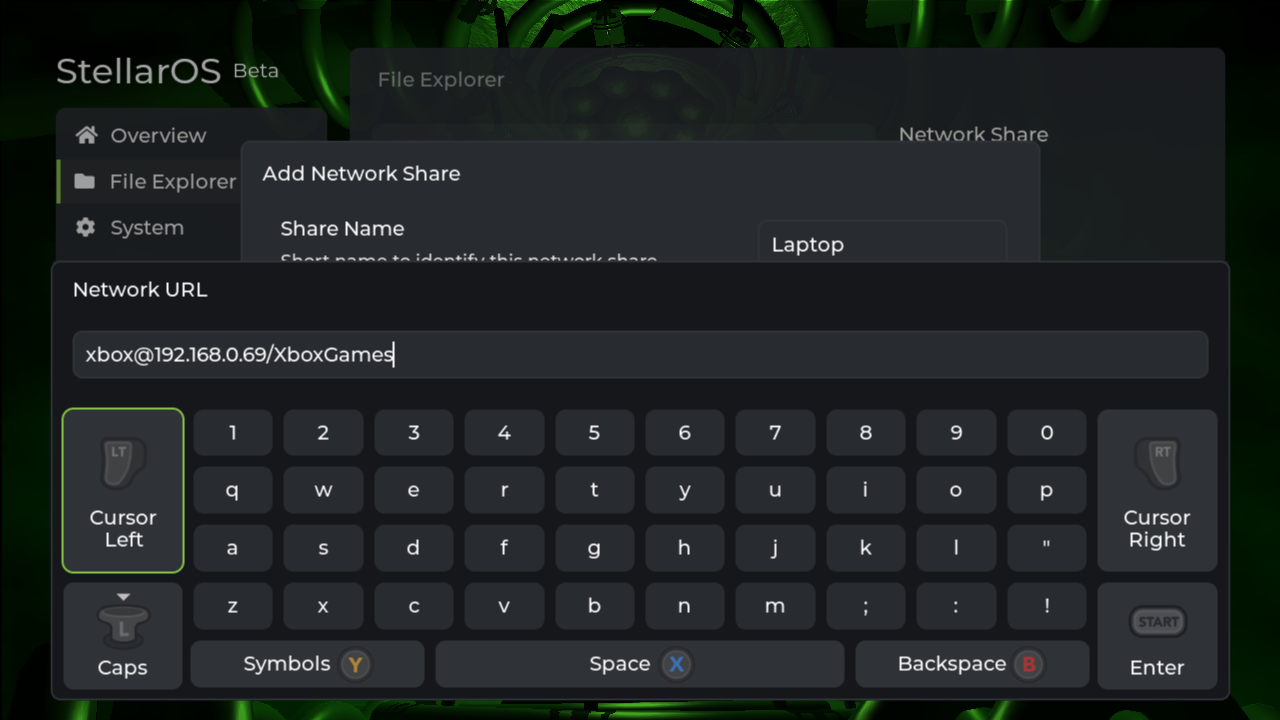 StellarOS Beta
File Explorer
Overview
Network Share
Add Network Share
File Explorer
Share Name
Laptop
System
Short name to identify this network share
Network URL
xbox@192.168.0.69/XboxGames
LT
Cursor
Left
1 2 3 4 5 6 7 8 9 0
q w e r t y u i o p
a s d f g h j k l "
z x c v b n m ; : !
RT
Cursor
Right
L
Caps
Symbols Y
Space X
Backspace B
START
Enter